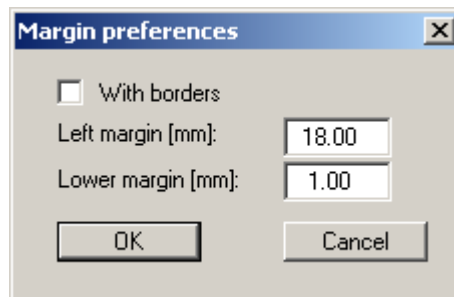 Margin preferences
With borders
Left margin [mm]: 18.00
Lower margin [mm]: 1.00
OK Cancel